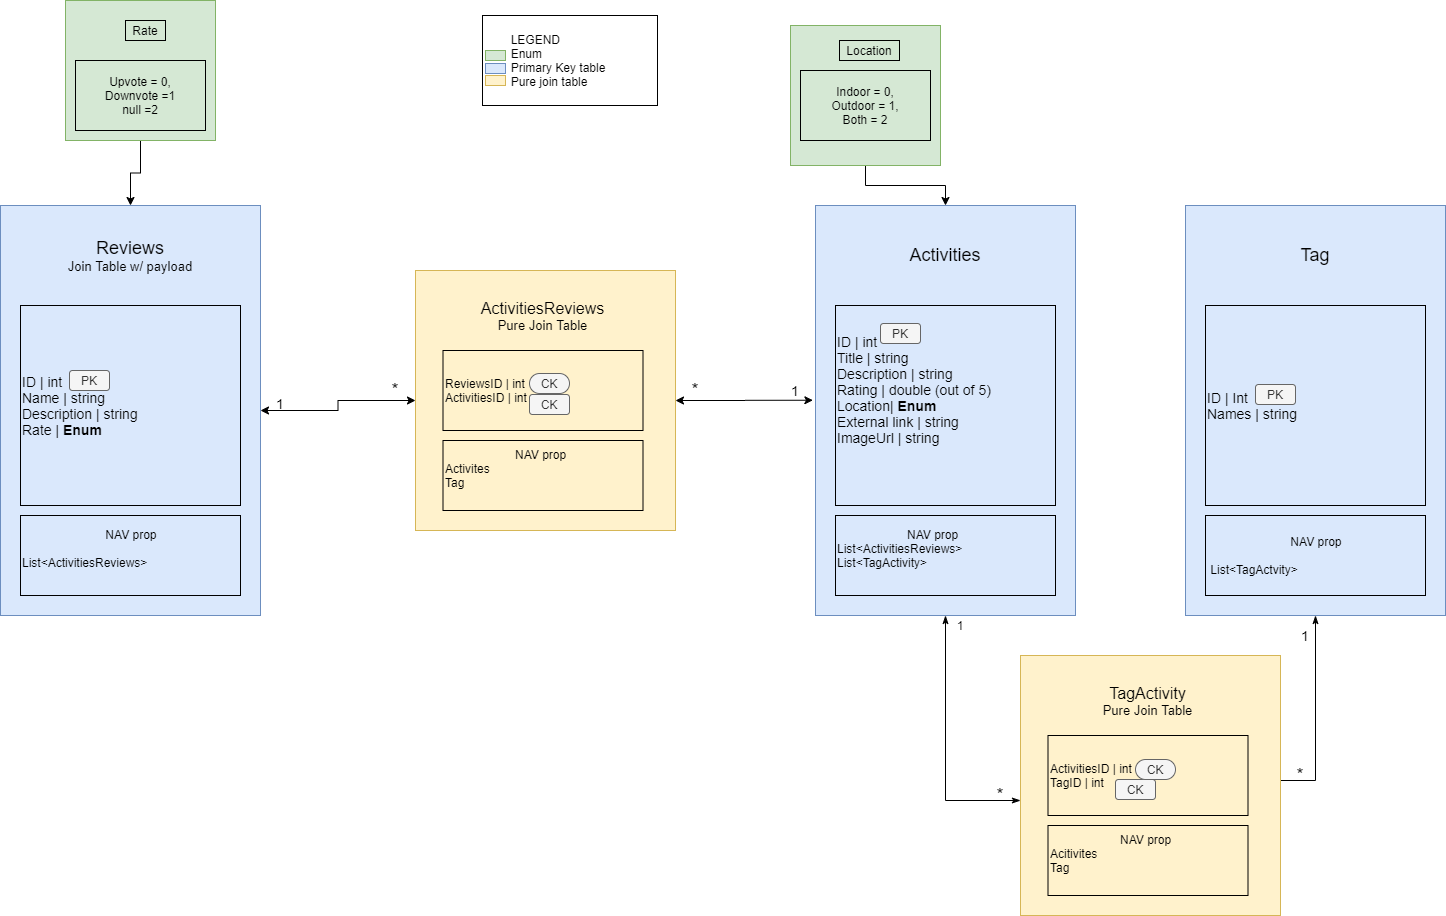 Rate
Upvote = 0,
Downvote =1
null =2
LEGEND
Enum
Primary Key table
Pure join table
Location
Indoor = 0,
Outdoor = 1,
Both = 2
Reviews
Join Table w/ payload
ID | int PK
Name | string
Description | string
Rate | Enum
NAV prop
List<ActivitiesReviews>
1
*
ActivitiesReviews
Pure Join Table
ReviewsID | int CK
ActivitiesID | int CK
NAV prop
Activites
Tag
*
1
Activities
ID | int PK
Title | string
Description | string
Rating | double (out of 5)
Location| Enum
External link | string
ImageUrl | string
NAV prop
List<ActivitiesReviews>
List<TagActivity>
Tag
ID | Int PK
Names | string
NAV prop
List<TagActvity>
1
1
TagActivity
Pure Join Table
ActivitiesID | int CK
TagID | int CK
NAV prop
Acitivites
Tag
*
*